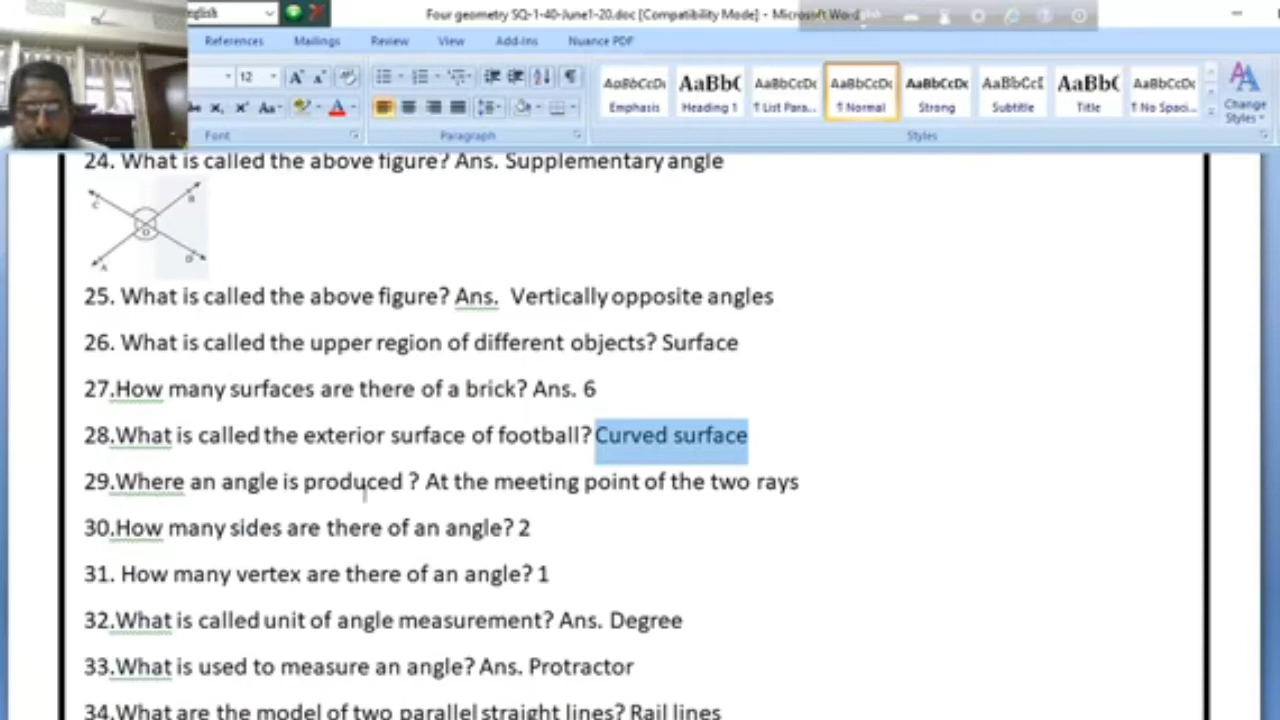 nglish
Four geometry SQ-1-40-June1-20.doc [Compatibility Mode] - Microsoft Word
References Mailings Review View Add-Ins Nuance PDF
12
AaBbCcDc AaBb( AaBbCcDc AaBbCcDc AaBbCcDc AaBbCcI AaBb( AaBbCcDc
Emphasis Heading 1 ¶ List Para... ¶ Normal Strong Subtitle Title ¶ No Spaci... Change Styles
Font Paragraph Styles
24. What is called the above figure? Ans. Supplementary angle
C B
O
A D
25. What is called the above figure? Ans. Vertically opposite angles
26. What is called the upper region of different objects? Surface
27.How many surfaces are there of a brick? Ans. 6
28.What is called the exterior surface of football? Curved surface
29.Where an angle is produced ? At the meeting point of the two rays
30.How many sides are there of an angle? 2
31. How many vertex are there of an angle? 1
32.What is called unit of angle measurement? Ans. Degree
33.What is used to measure an angle? Ans. Protractor
34.What are the model of two parallel straight lines? Rail lines